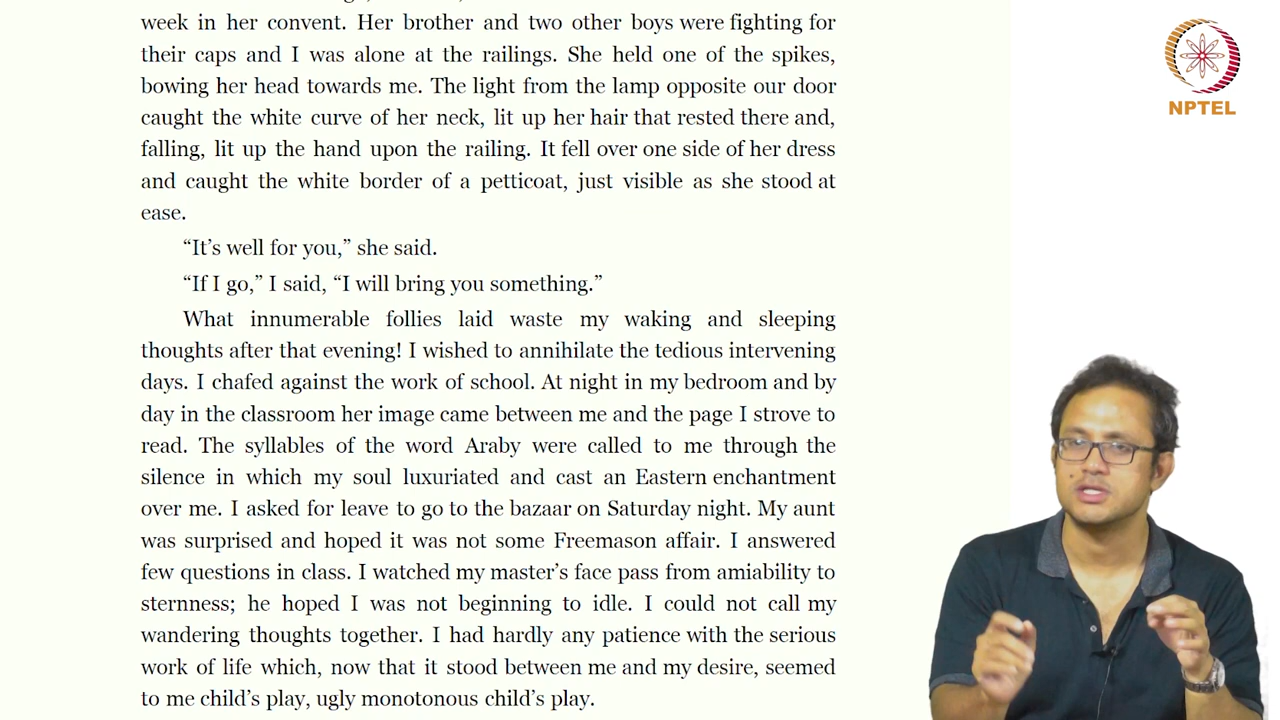 week in her convent. Her brother and two other boys were fighting for
their caps and I was alone at the railings. She held one of the spikes,
bowing her head towards me. The light from the lamp opposite our door
caught the white curve of her neck, lit up her hair that rested there and,
falling, lit up the hand upon the railing. It fell over one side of her dress
and caught the white border of a petticoat, just visible as she stood at
ease.
“It’s well for you,” she said.
“If I go,” I said, “I will bring you something.”
What innumerable follies laid waste my waking and sleeping
thoughts after that evening! I wished to annihilate the tedious intervening
days. I chafed against the work of school. At night in my bedroom and by
day in the classroom her image came between me and the page I strove to
read. The syllables of the word Araby were called to me through the
silence in which my soul luxuriated and cast an Eastern enchantment
over me. I asked for leave to go to the bazaar on Saturday night. My aunt
was surprised and hoped it was not some Freemason affair. I answered
few questions in class. I watched my master’s face pass from amiability to
sternness; he hoped I was not beginning to idle. I could not call my
wandering thoughts together. I had hardly any patience with the serious
work of life which, now that it stood between me and my desire, seemed
to me child’s play, ugly monotonous child’s play.
NPTEL